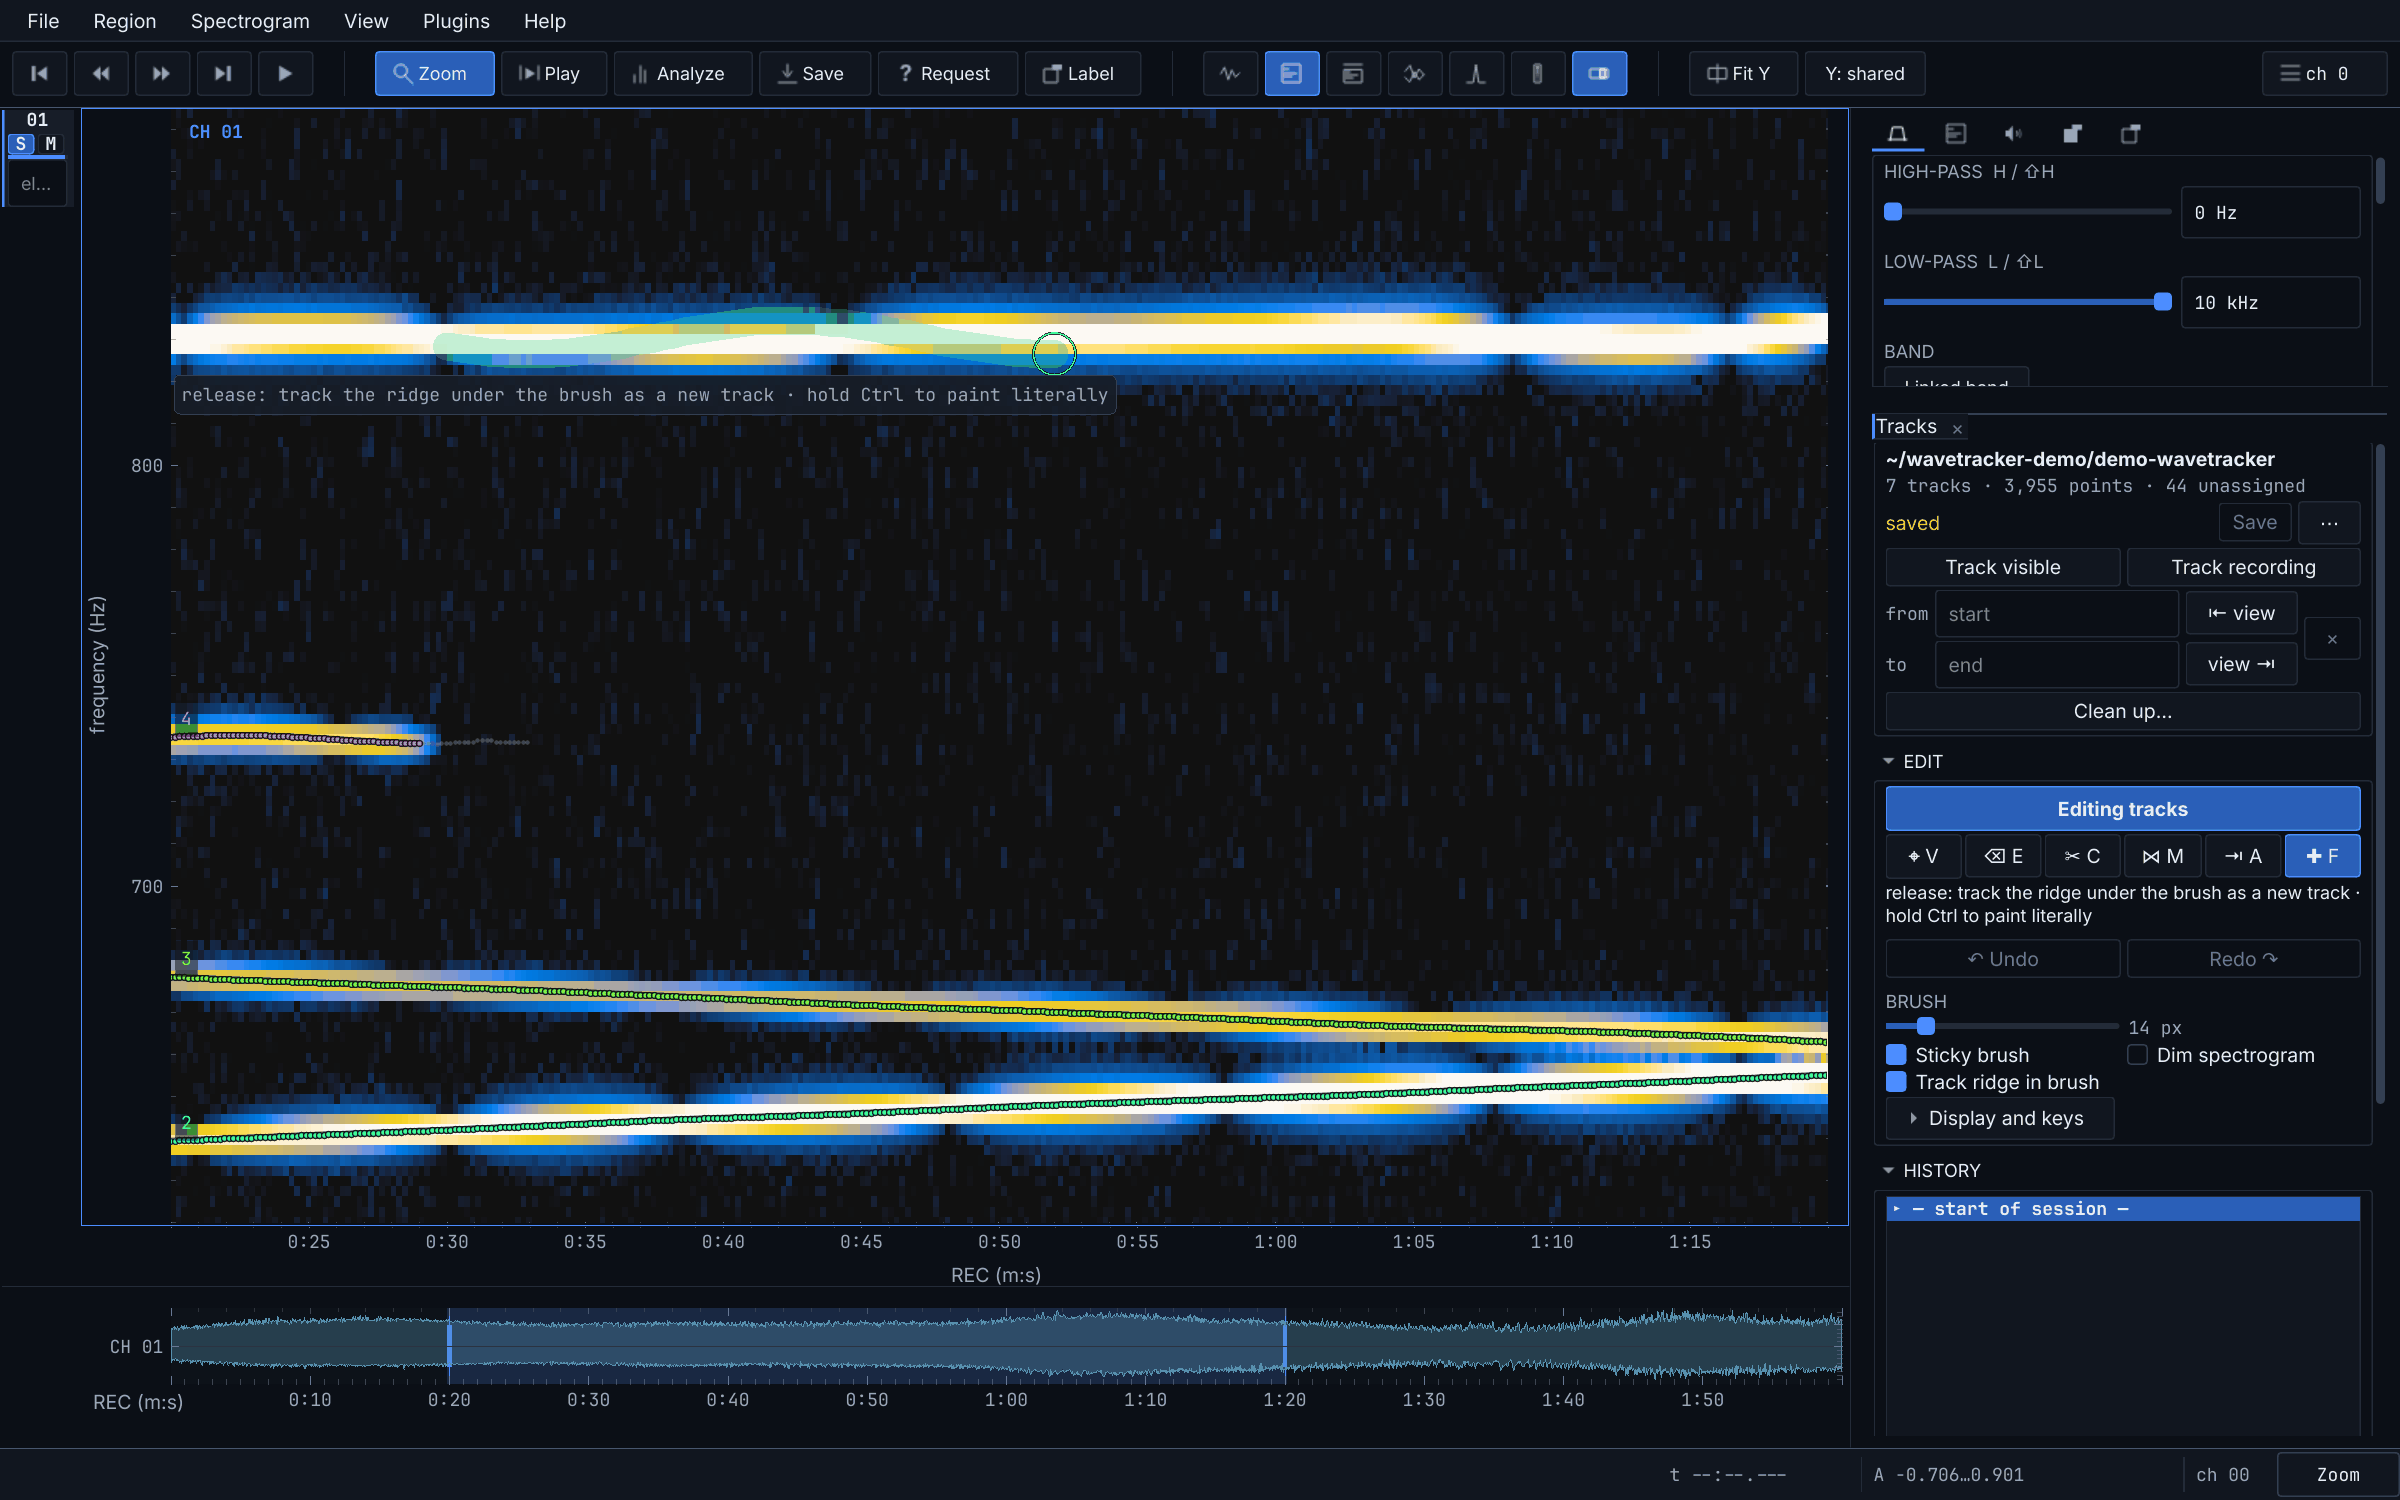 File Region Spectrogram View Plugins Help
Zoom Play Analyze Save ? Request Label Fit Y Y: shared ch 0
01
S M
el...
CH 01
release: track the ridge under the brush as a new track · hold Ctrl to paint literally
800
700
frequency (Hz)
4
3
2
0:25 0:30 0:35 0:40 0:45 0:50 0:55 1:00 1:05 1:10 1:15
REC (m:s)
CH 01
REC (m:s) 0:10 0:20 0:30 0:40 0:50 1:00 1:10 1:20 1:30 1:40 1:50
HIGH-PASS H / ⇧H
0 Hz
LOW-PASS L / ⇧L
10 kHz
BAND
Linked band
Tracks ×
~/wavetracker-demo/demo-wavetracker
7 tracks · 3,955 points · 44 unassigned
saved Save ...
Track visible Track recording
from start ⇤ view
×
to end view ⇥
Clean up...
EDIT
Editing tracks
⌖ V ⌫ E ✂ C ⋈ M ⇥ A ✚ F
release: track the ridge under the brush as a new track ·
hold Ctrl to paint literally
↶ Undo Redo ↷
BRUSH
14 px
Sticky brush Dim spectrogram
Track ridge in brush
Display and keys
HISTORY
▸ — start of session —
t --:--.--- A -0.706…0.901 ch 00 Zoom